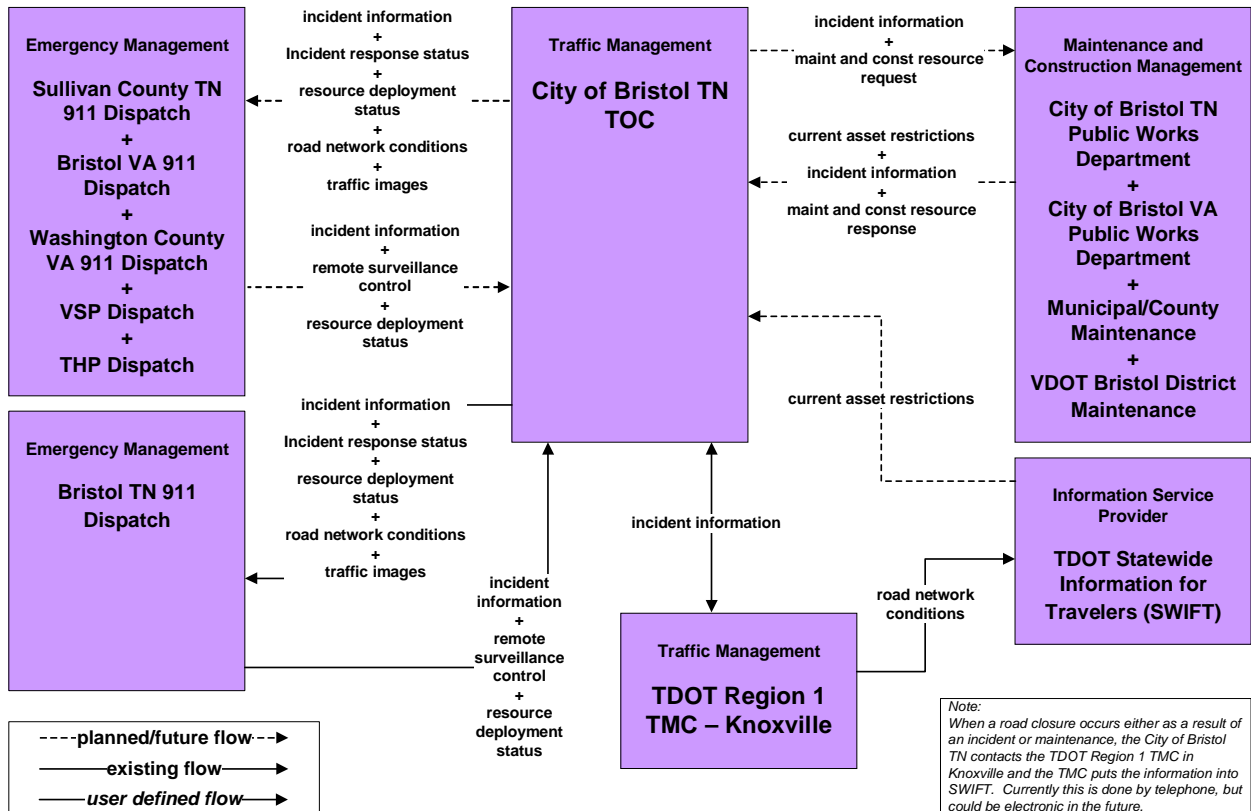 Emergency Management
Sullivan County TN
911 Dispatch
+
Bristol VA 911
Dispatch
+
Washington County
VA 911 Dispatch
+
VSP Dispatch
+
THP Dispatch
incident information
+
Incident response status
+
resource deployment
status
+
road network conditions
+
traffic images
incident information
+
remote surveillance
control
+
resource deployment
status
Traffic Management
City of Bristol TN
TOC
incident information
+
maint and const resource
request
current asset restrictions
+
incident information
+
maint and const resource
response
Maintenance and
Construction Management
City of Bristol TN
Public Works
Department
+
City of Bristol VA
Public Works
Department
+
Municipal/County
Maintenance
+
VDOT Bristol District
Maintenance
Emergency Management
Bristol TN 911
Dispatch
incident information
+
Incident response status
+
resource deployment
status
+
road network conditions
+
traffic images
incident
information
+
remote
surveillance
control
+
resource
deployment
status
incident information
current asset restrictions
Information Service
Provider
TDOT Statewide
Information for
Travelers (SWIFT)
road network
conditions
Traffic Management
TDOT Region 1
TMC – Knoxville
planned/future flow
existing flow
user defined flow
Note:
When a road closure occurs either as a result of
an incident or maintenance, the City of Bristol
TN contacts the TDOT Region 1 TMC in
Knoxville and the TMC puts the information into
SWIFT. Currently this is done by telephone, but
could be electronic in the future.